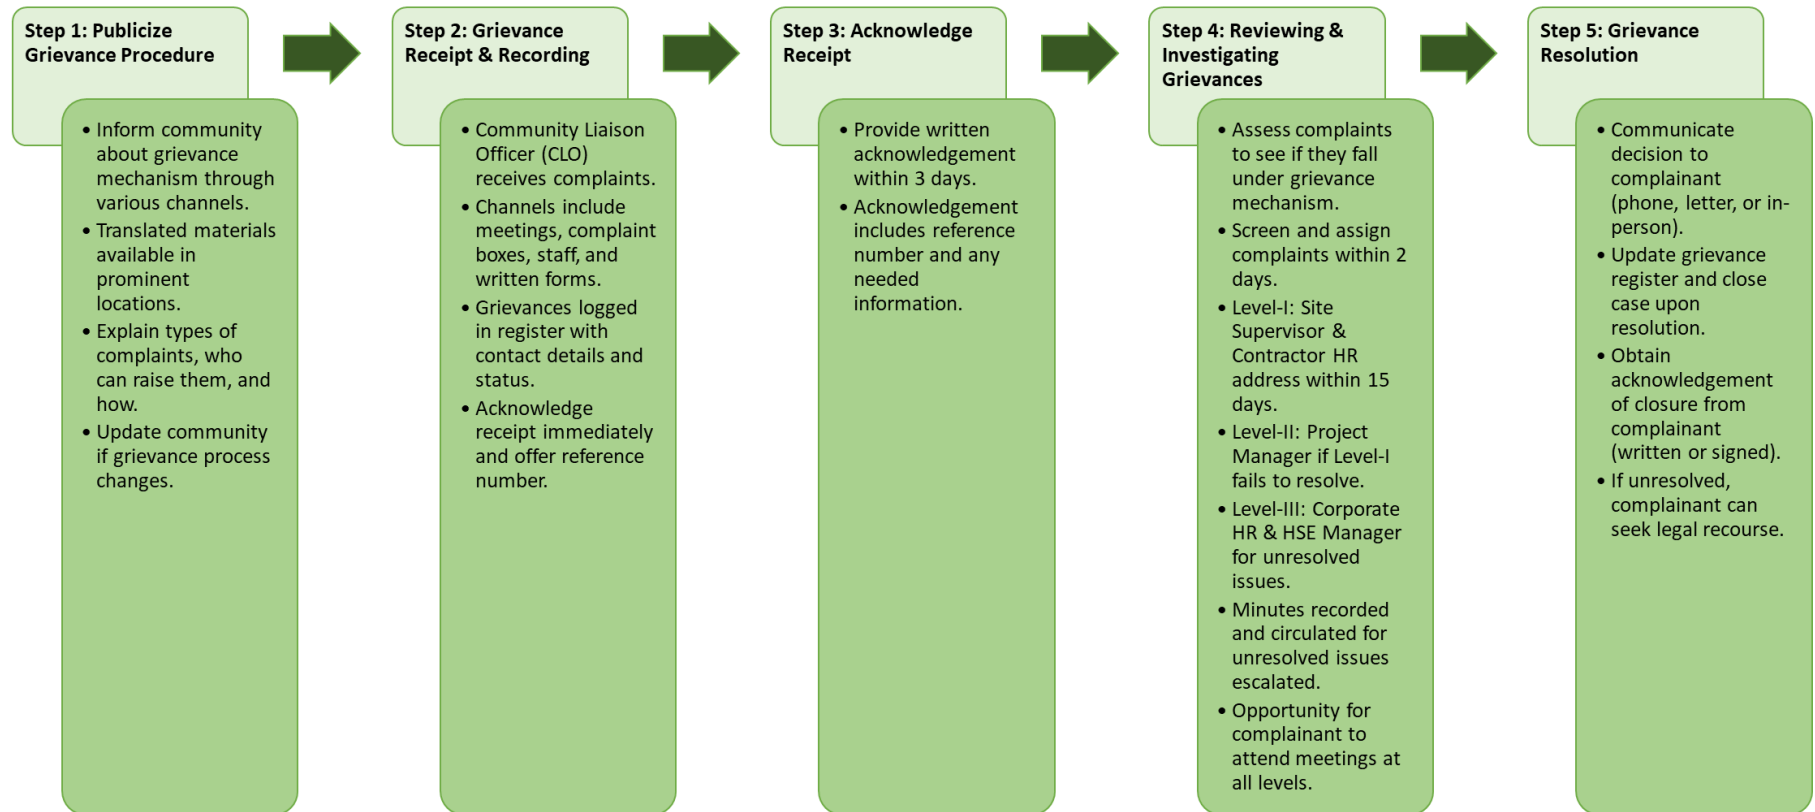 Step 1: Publicize
Grievance Procedure
• Inform community
about grievance
mechanism through
various channels.
• Translated materials
available in
prominent
locations.
• Explain types of
complaints, who
can raise them, and
how.
• Update community
if grievance process
changes.
Step 2: Grievance
Receipt & Recording
• Community Liaison
Officer (CLO)
receives complaints.
• Channels include
meetings, complaint
boxes, staff, and
written forms.
• Grievances logged
in register with
contact details and
status.
• Acknowledge
receipt immediately
and offer reference
number.
Step 3: Acknowledge
Receipt
• Provide written
acknowledgement
within 3 days.
• Acknowledgement
includes reference
number and any
needed
information.
Step 4: Reviewing &
Investigating
Grievances
• Assess complaints
to see if they fall
under grievance
mechanism.
• Screen and assign
complaints within 2
days.
• Level-I: Site
Supervisor &
Contractor HR
address within 15
days.
• Level-II: Project
Manager if Level-I
fails to resolve.
• Level-III: Corporate
HR & HSE Manager
for unresolved
issues.
• Minutes recorded
and circulated for
unresolved issues
escalated.
• Opportunity for
complainant to
attend meetings at
all levels.
Step 5: Grievance
Resolution
• Communicate
decision to
complainant
(phone, letter, or in-
person).
• Update grievance
register and close
case upon
resolution.
• Obtain
acknowledgement
of closure from
complainant
(written or signed).
• If unresolved,
complainant can
seek legal recourse.